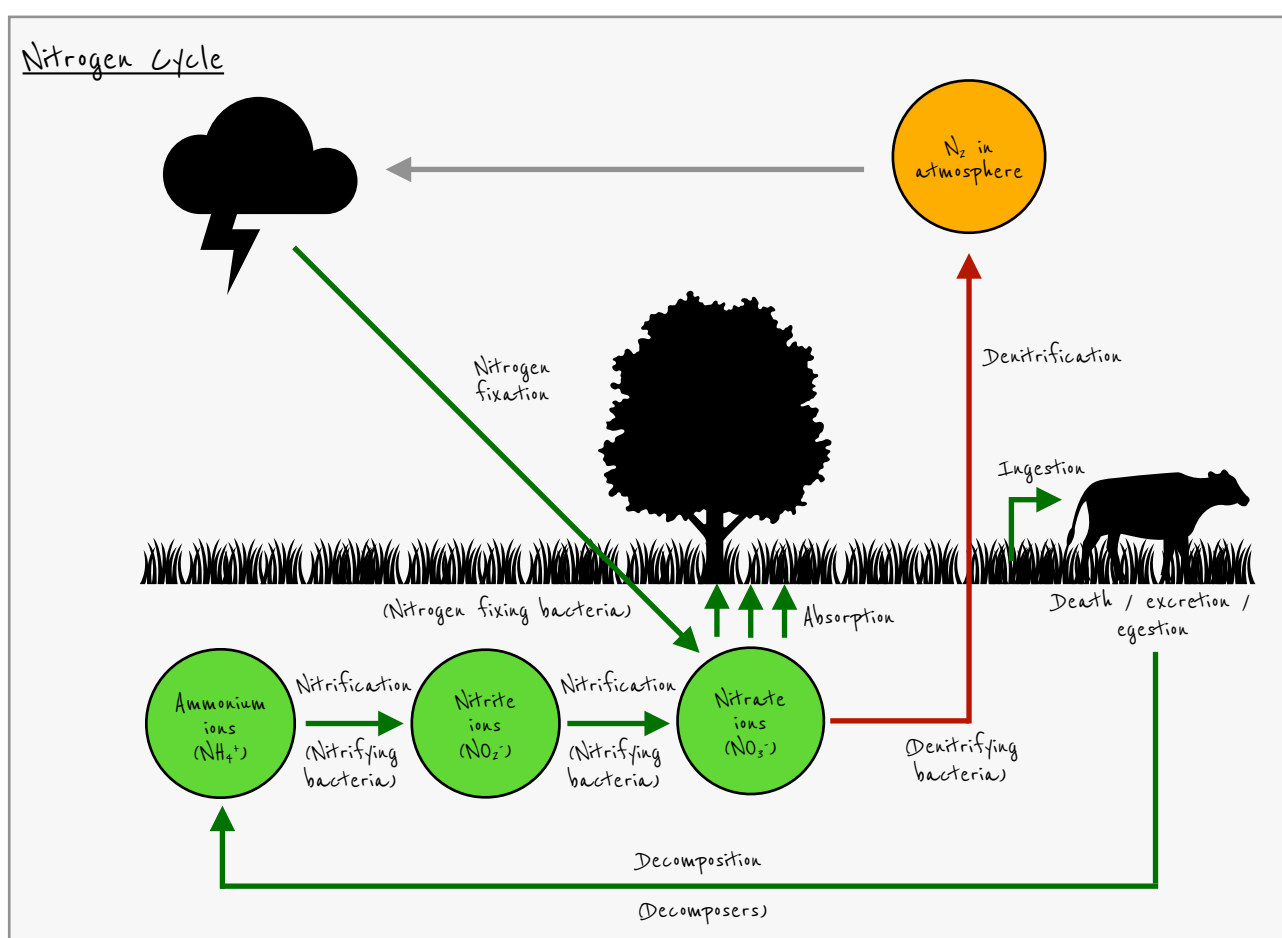 Nitrogen Cycle
N₂ in
atmosphere
Nitrogen
fixation
Denitrification
Ingestion
(Nitrogen fixing bacteria)
Absorption
Death / excretion /
egestion
Ammonium
ions
(NH₄⁺)
Nitrification
(Nitrifying
bacteria)
Nitrite
ions
(NO₂⁻)
Nitrification
(Nitrifying
bacteria)
Nitrate
ions
(NO₃⁻)
(Denitrifying
bacteria)
Decomposition
(Decomposers)